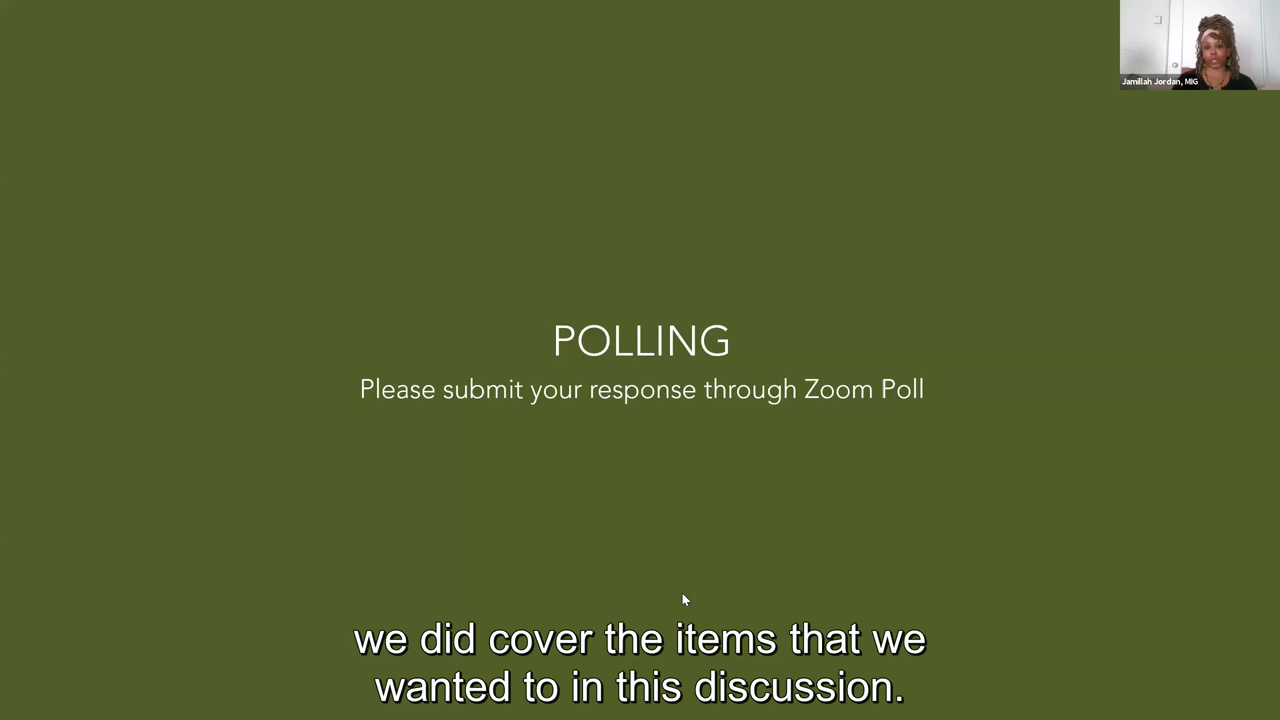 Jamillah Jordan, MIG
POLLING
Please submit your response through Zoom Poll
we did cover the items that we
wanted to in this discussion.